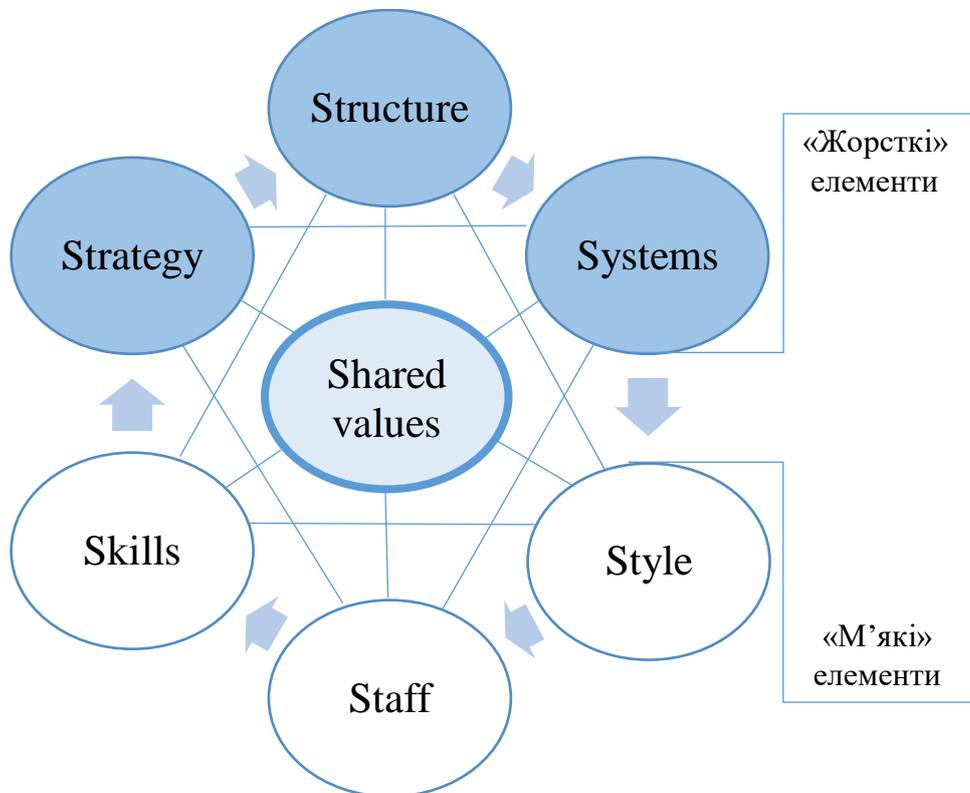 Structure
«Жорсткі»
елементи
Strategy
Systems
Shared
values
Skills
Style
«М’які»
елементи
Staff